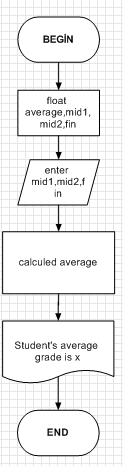 BEGİN
float
average,mid1,
mid2,fin
enter
mid1,mid2,f
in
calculed average
Student's average
grade is x
END